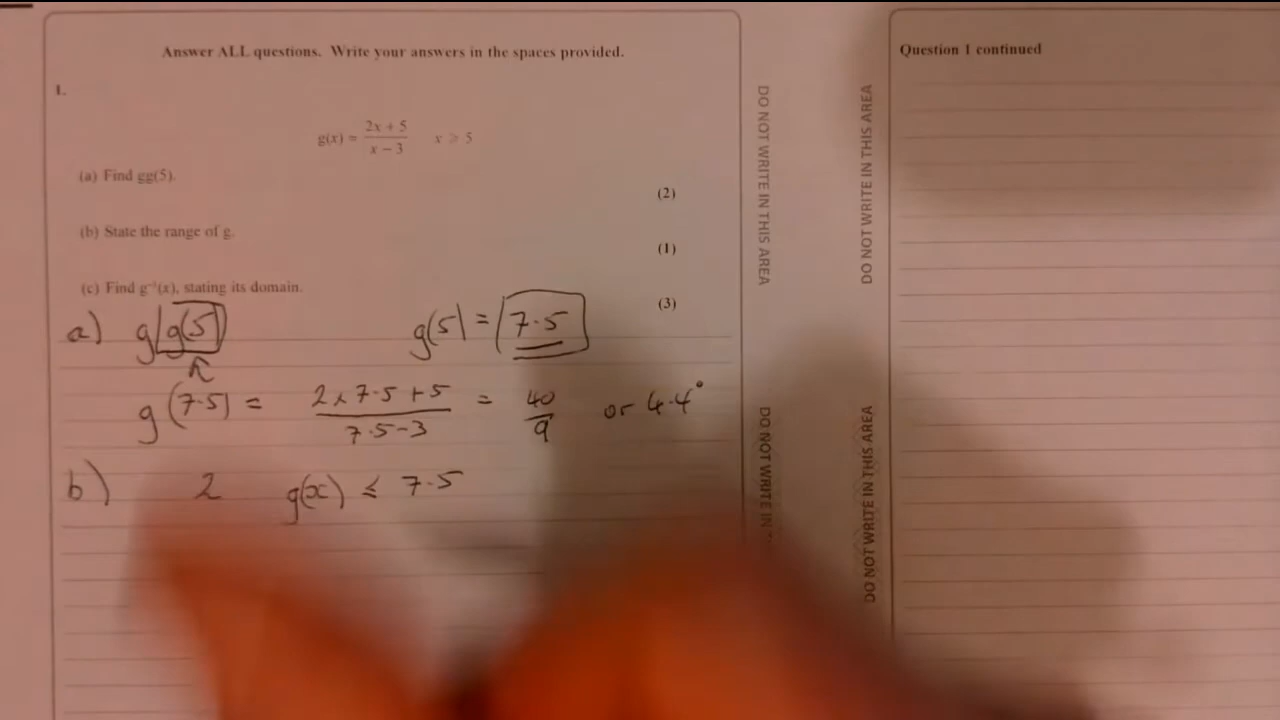 Answer ALL questions. Write your answers in the spaces provided.
1.
g(x) = (2x + 5)/(x − 3) x > 5
(a) Find gg(5).
(2)
(b) State the range of g.
(1)
(c) Find g⁻¹(x), stating its domain.
(3)
a) g(g(5)) g(5) = 7.5
g(7.5) = (2 x 7.5 + 5)/(7.5 − 3) = 40/9 or 4.4°
b) 2 g(x) ≤ 7.5
DO NOT WRITE IN THIS AREA
DO NOT WRITE IN
DO NOT WRITE IN THIS AREA
DO NOT WRITE IN THIS AREA
Question 1 continued